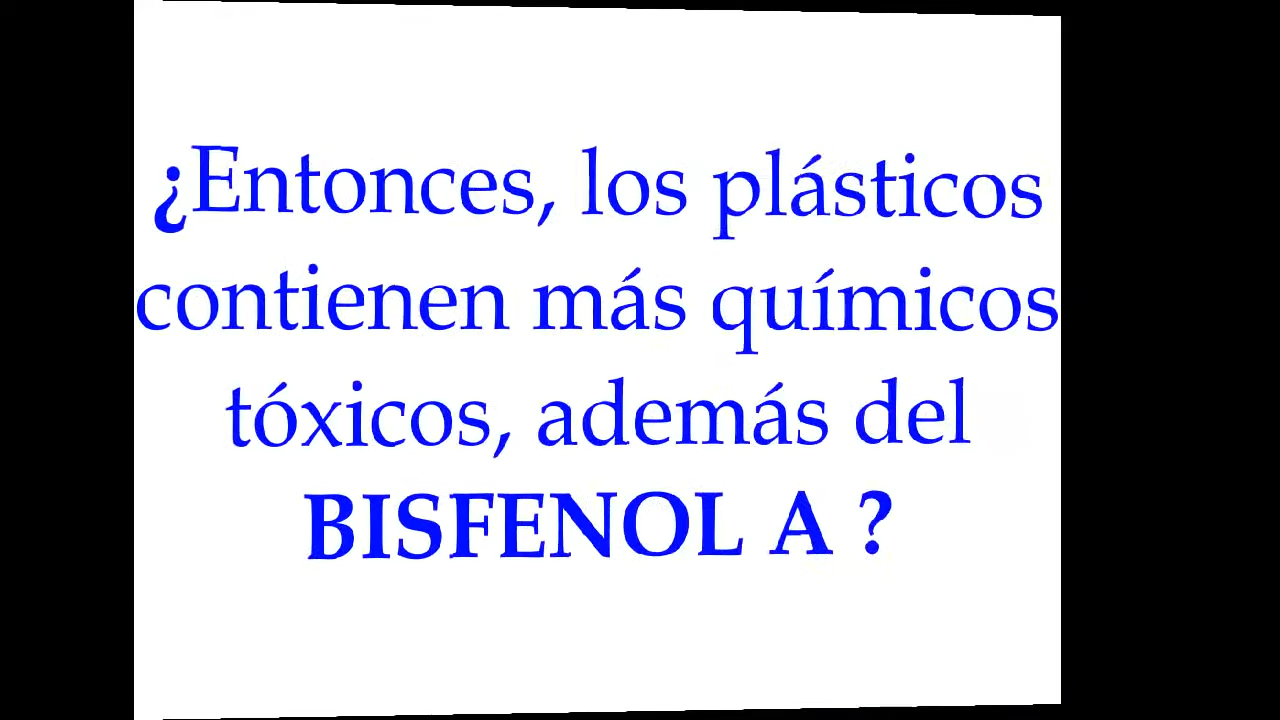 ¿Entonces, los plásticos
contienen más químicos
tóxicos, además del
BISFENOL A ?